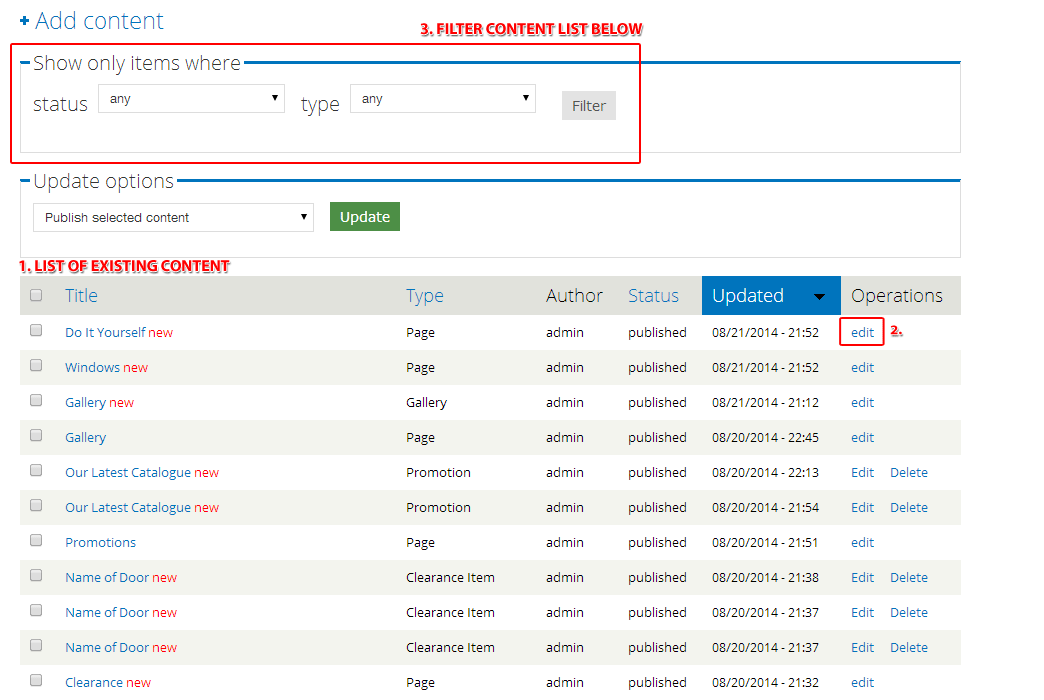 + Add content
3. FILTER CONTENT LIST BELOW
Show only items where
status any type any Filter
Update options
Publish selected content Update
1. LIST OF EXISTING CONTENT
Title Type Author Status Updated Operations
Do It Yourself new Page admin published 08/21/2014 - 21:52 edit 2.
Windows new Page admin published 08/21/2014 - 21:52 edit
Gallery new Gallery admin published 08/21/2014 - 21:12 edit
Gallery Page admin published 08/20/2014 - 22:45 edit
Our Latest Catalogue new Promotion admin published 08/20/2014 - 22:13 Edit Delete
Our Latest Catalogue new Promotion admin published 08/20/2014 - 21:54 Edit Delete
Promotions Page admin published 08/20/2014 - 21:51 edit
Name of Door new Clearance Item admin published 08/20/2014 - 21:38 Edit Delete
Name of Door new Clearance Item admin published 08/20/2014 - 21:37 Edit Delete
Name of Door new Clearance Item admin published 08/20/2014 - 21:37 Edit Delete
Clearance new Page admin published 08/20/2014 - 21:32 edit